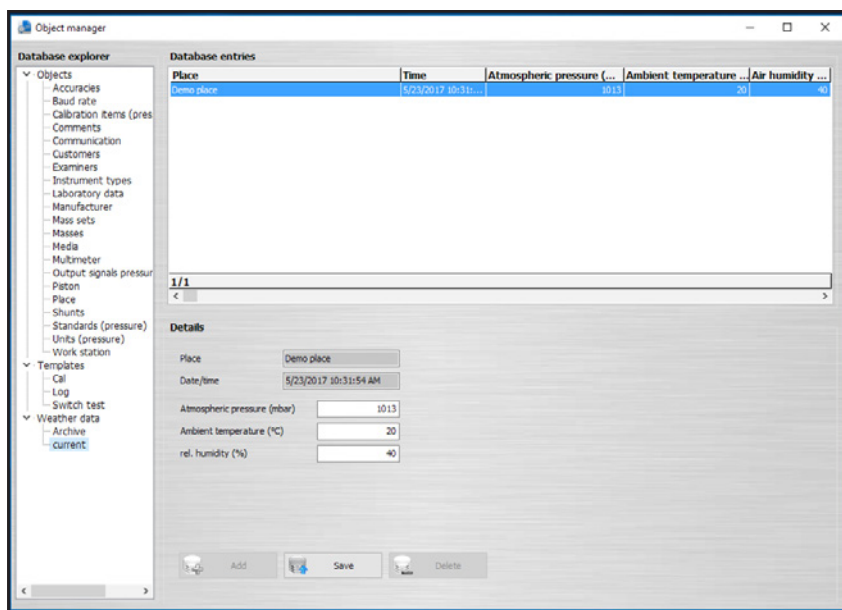 Object manager
Database explorer
Objects
Accuracies
Baud rate
Calibration items (pres
Comments
Communication
Customers
Examiners
Instrument types
Laboratory data
Manufacturer
Mass sets
Masses
Media
Multimeter
Output signals pressur
Piston
Place
Shunts
Standards (pressure)
Units (pressure)
Work station
Templates
Cal
Log
Switch test
Weather data
Archive
current
Database entries
Place Time Atmospheric pressure (... Ambient temperature ... Air humidity ...
Demo place 5/23/2017 10:31:... 1013 20 40
1/1
Details
Place Demo place
Date/time 5/23/2017 10:31:54 AM
Atmospheric pressure (mbar) 1013
Ambient temperature (°C) 20
rel. humidity (%) 40
Add Save Delete